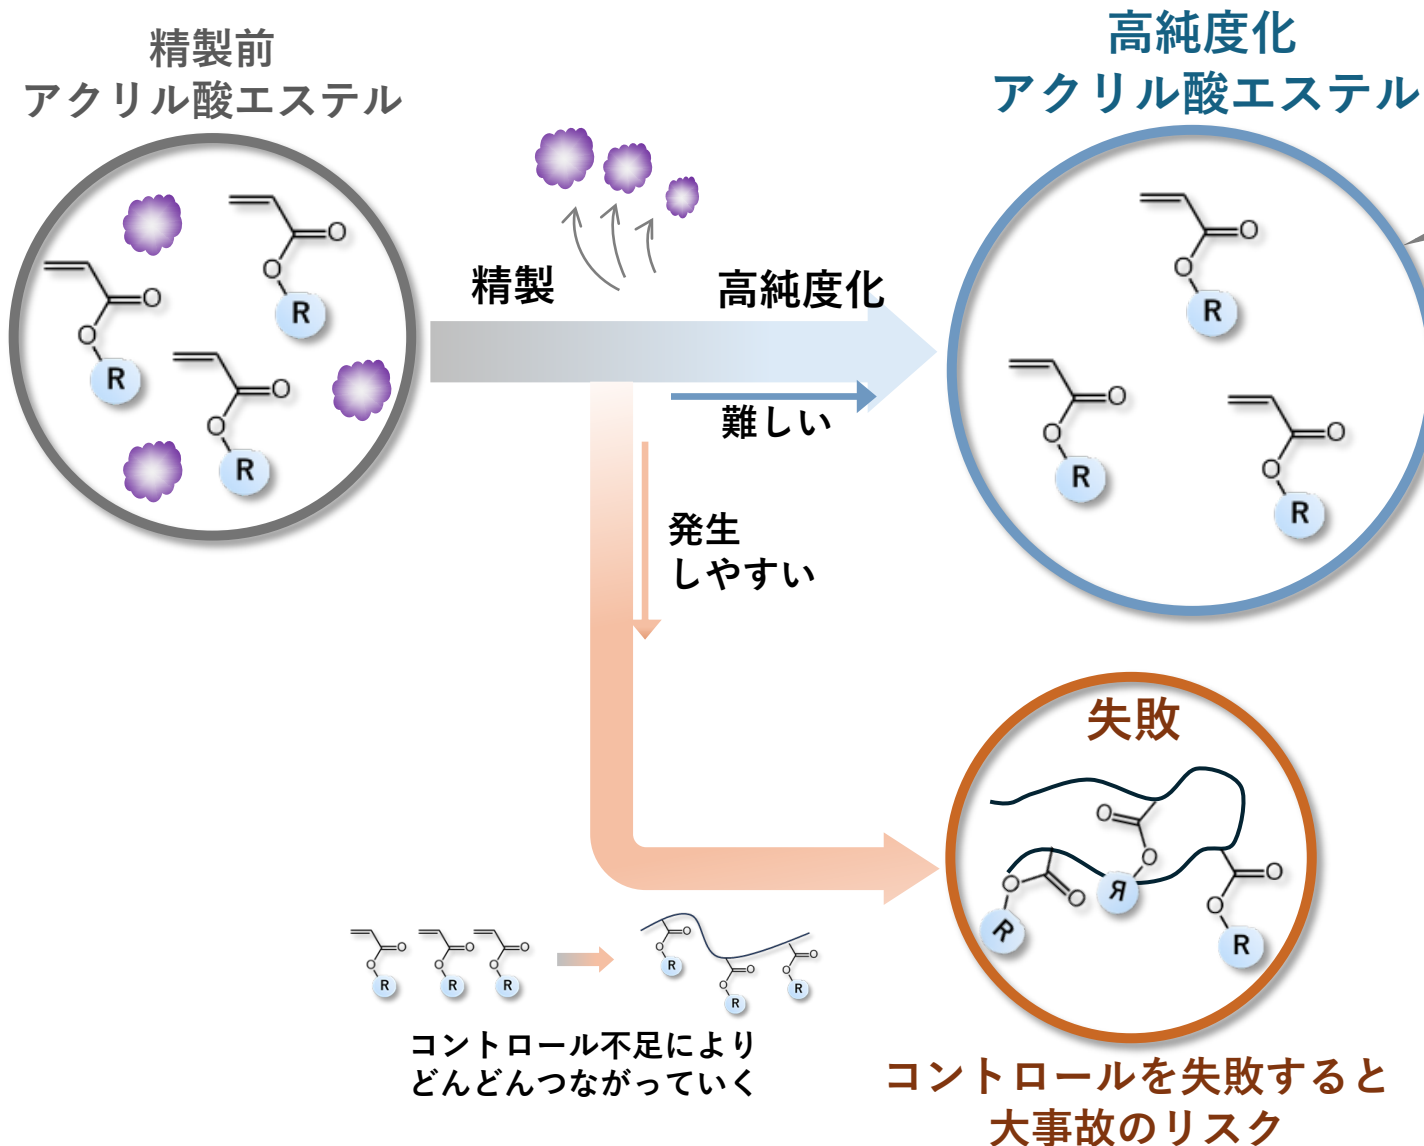 精製前
アクリル酸エステル
O
O
R
O
O
R
O
O
R
精製
高純度化
難しい
発生
しやすい
高純度化
アクリル酸エステル
O
O
R
O
O
R
O
O
R
失敗
O
O
R
O
O
R
O
O
R
O
O
R
O
O
R
O
O
R
O
O
R
O
O
R
O
O
R
コントロール不足により
どんどんつながっていく
コントロールを失敗すると
大事故のリスク